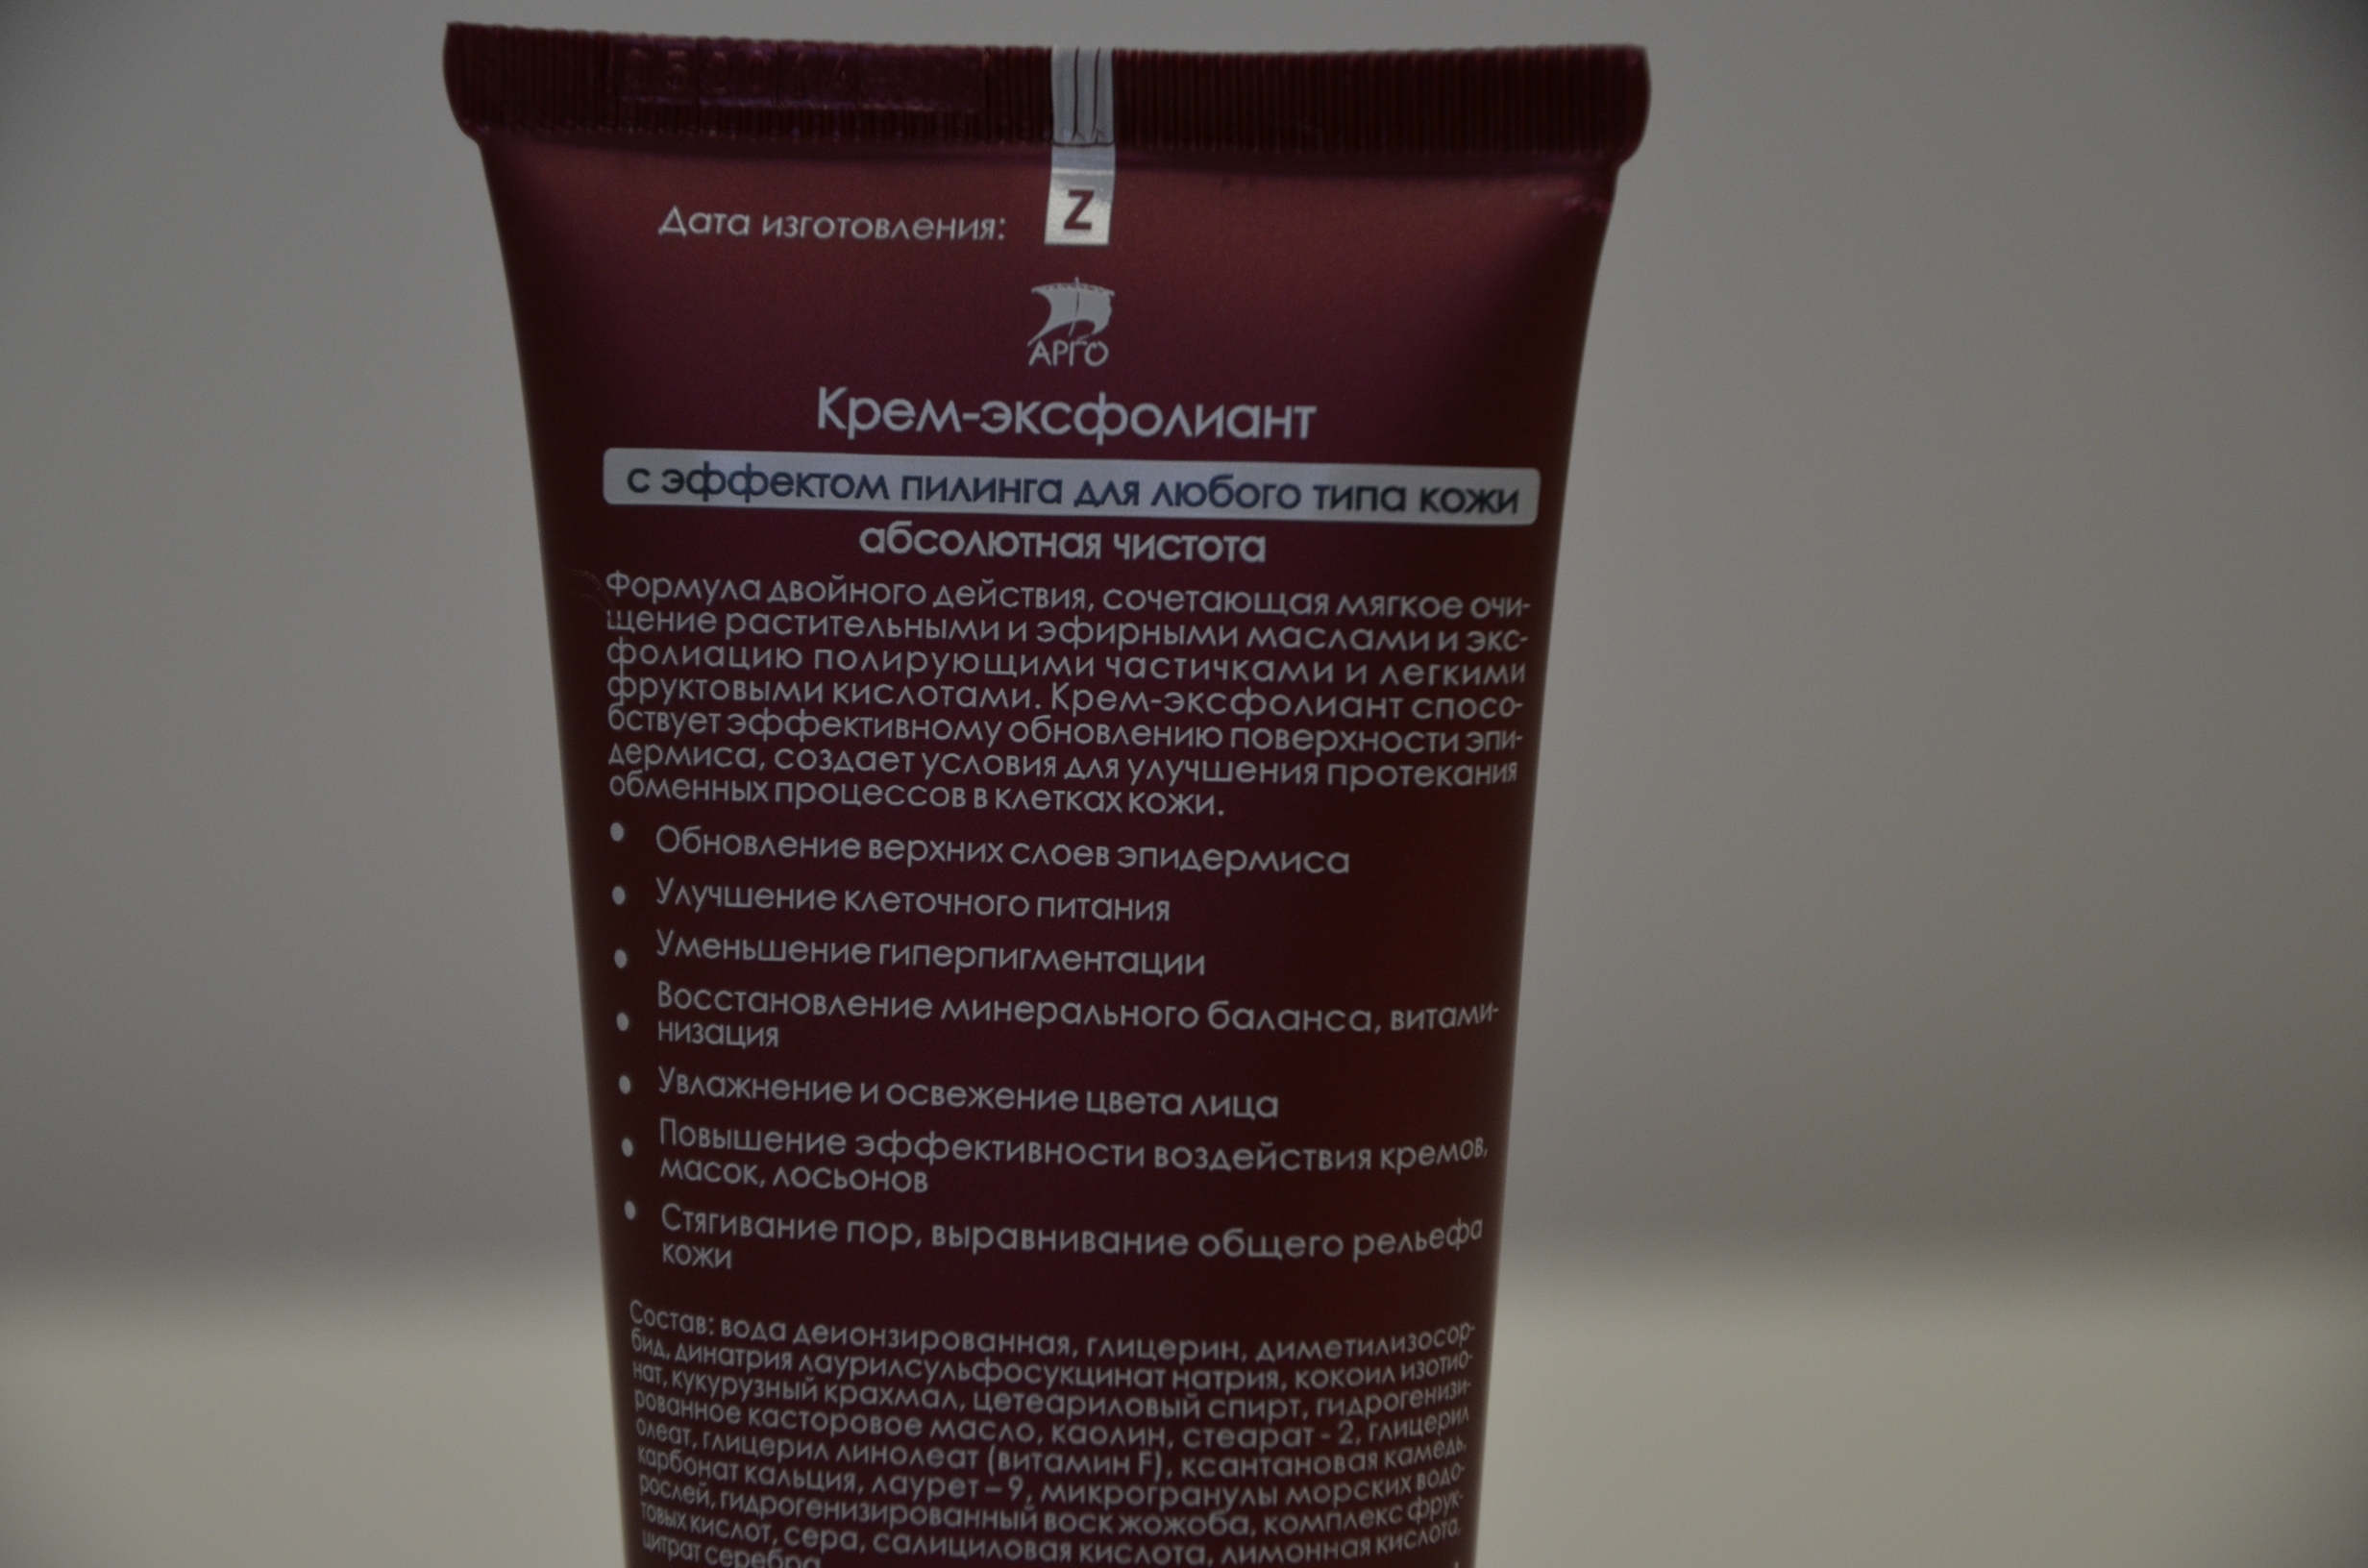 052014
Дата изготовления:
Z
АРГО
Крем-эксфолиант
с эффектом пилинга для любого типа кожи
абсолютная чистота
Формула двойного действия, сочетающая мягкое очи-
щение растительными и эфирными маслами и экс-
фолиацию полирующими частичками и легкими
фруктовыми кислотами. Крем-эксфолиант спосо-
бствует эффективному обновлению поверхности эпи-
дермиса, создает условия для улучшения протекания
обменных процессов в клетках кожи.
• Обновление верхних слоев эпидермиса
• Улучшение клеточного питания
• Уменьшение гиперпигментации
• Восстановление минерального баланса, витами-
низация
• Увлажнение и освежение цвета лица
• Повышение эффективности воздействия кремов,
масок, лосьонов
• Стягивание пор, выравнивание общего рельефа
кожи
Состав: вода деионзированная, глицерин, диметилизосор-
бид, динатрия лаурилсульфосукцинат натрия, кокоил изотио-
нат, кукурузный крахмал, цетеариловый спирт, гидрогенизи-
рованное касторовое масло, каолин, стеарат - 2, глицерил
олеат, глицерил линолеат (витамин F), ксантановая камедь,
карбонат кальция, лаурет – 9, микрогранулы морских водо-
рослей, гидрогенизированный воск жожоба, комплекс фрук-
товых кислот, сера, салициловая кислота, лимонная кислота,
цитрат серебра